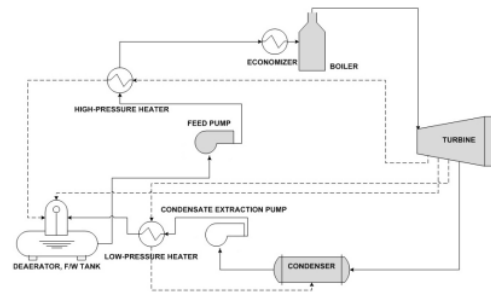 ECONOMIZER
BOILER
HIGH-PRESSURE HEATER
FEED PUMP
TURBINE
CONDENSATE EXTRACTION PUMP
LOW-PRESSURE HEATER
CONDENSER
DEAERATOR, F/W TANK